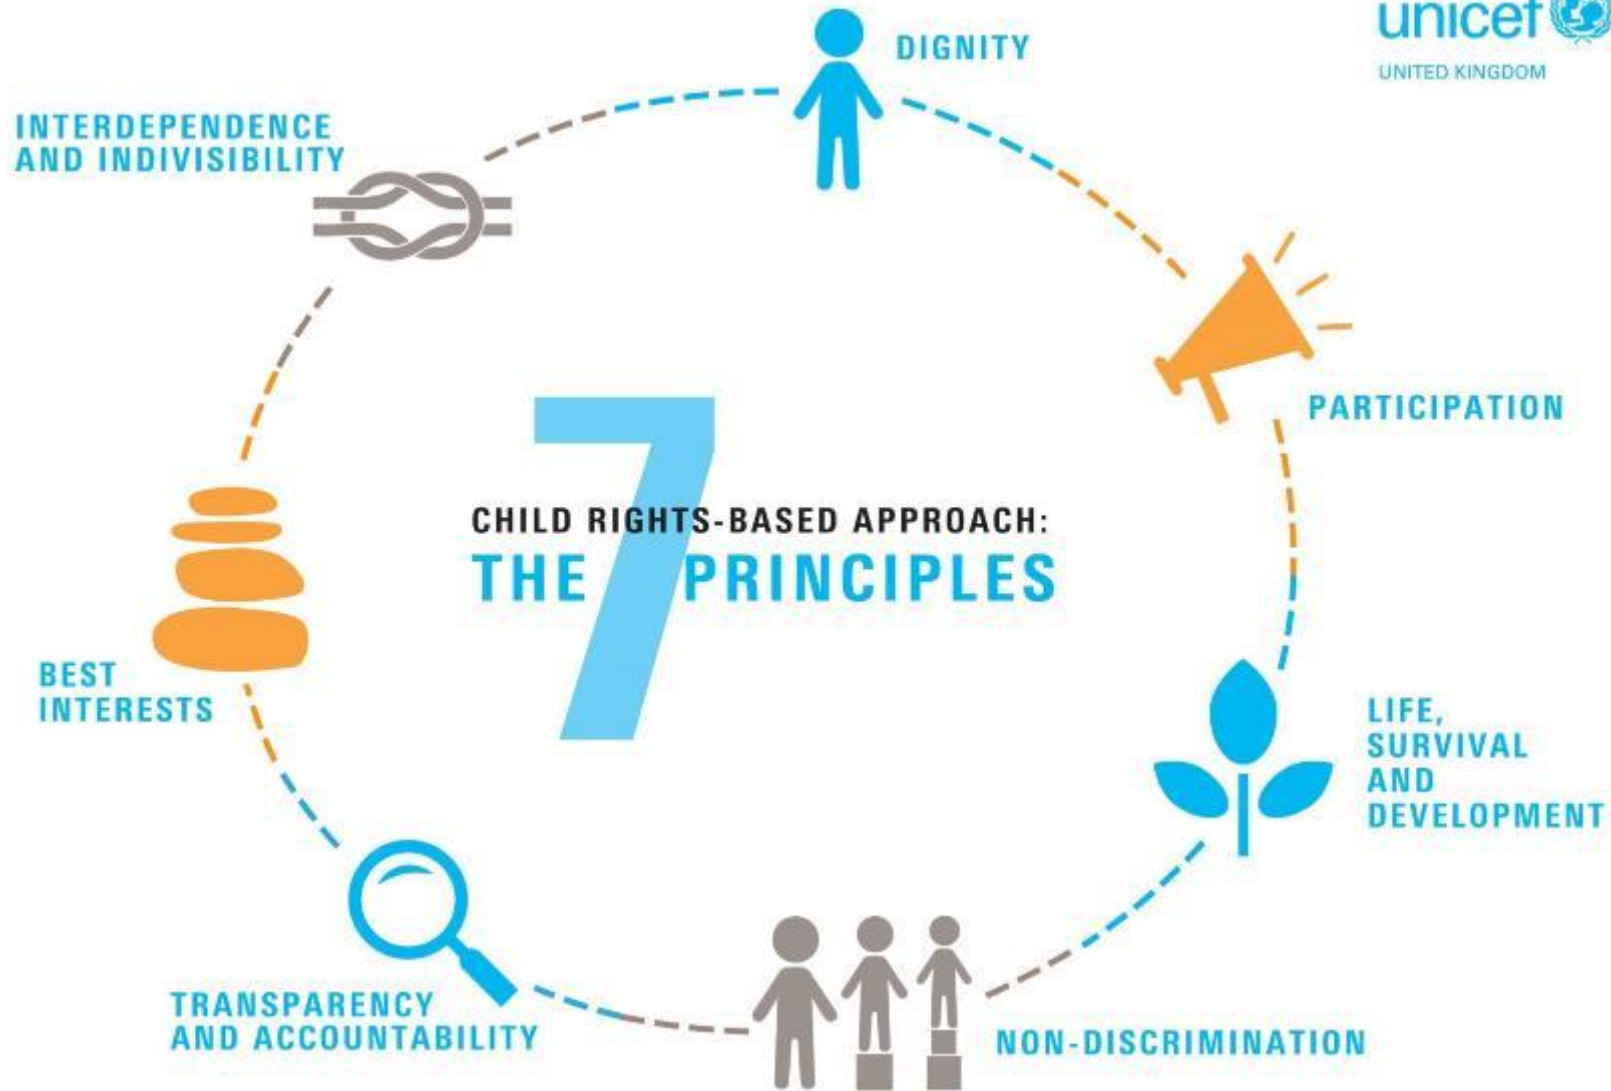 unicef
UNITED KINGDOM
DIGNITY
INTERDEPENDENCE
AND INDIVISIBILITY
PARTICIPATION
7
CHILD RIGHTS-BASED APPROACH:
THE PRINCIPLES
BEST
INTERESTS
LIFE,
SURVIVAL
AND
DEVELOPMENT
TRANSPARENCY
AND ACCOUNTABILITY
NON-DISCRIMINATION